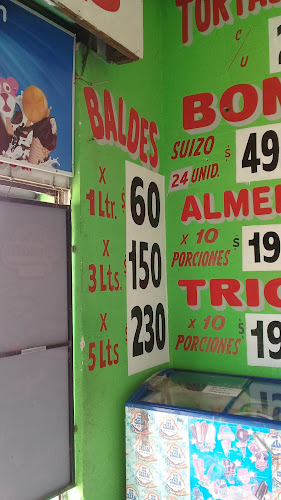 BALDES
X
1 Ltr. $ 60
X
3 Lts. $ 150
X
5 Lts $ 230
TORTAS
c/u
BOM
SUIZO $ 49
24 UNID.
ALME
X 10 $ 19
PORCIONES
TRIC
X 10 $ 19
PORCIONES